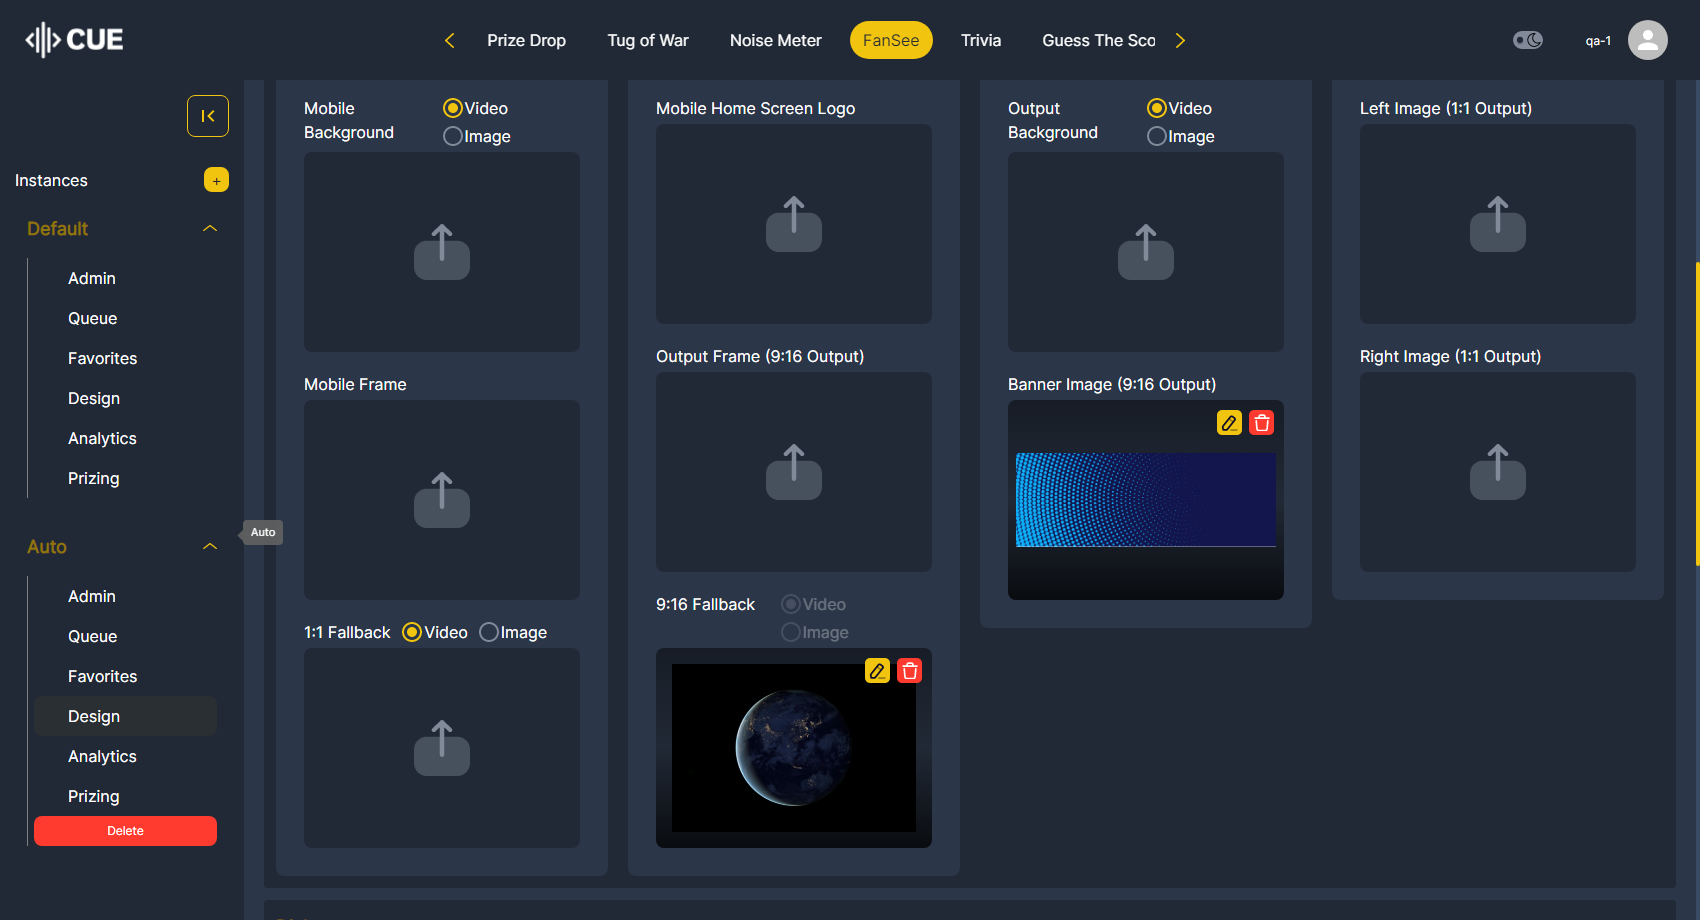 CUE
Prize Drop
Tug of War
Noise Meter
FanSee
Trivia
Guess The Sco
qa-1
Instances
+
Default
Admin
Queue
Favorites
Design
Analytics
Prizing
Auto
Admin
Queue
Favorites
Design
Analytics
Prizing
Delete
Auto
Mobile
Background
Video
Image
Mobile Frame
1:1 Fallback
Video
Image
Mobile Home Screen Logo
Output Frame (9:16 Output)
9:16 Fallback
Video
Image
Output
Background
Video
Image
Banner Image (9:16 Output)
Left Image (1:1 Output)
Right Image (1:1 Output)